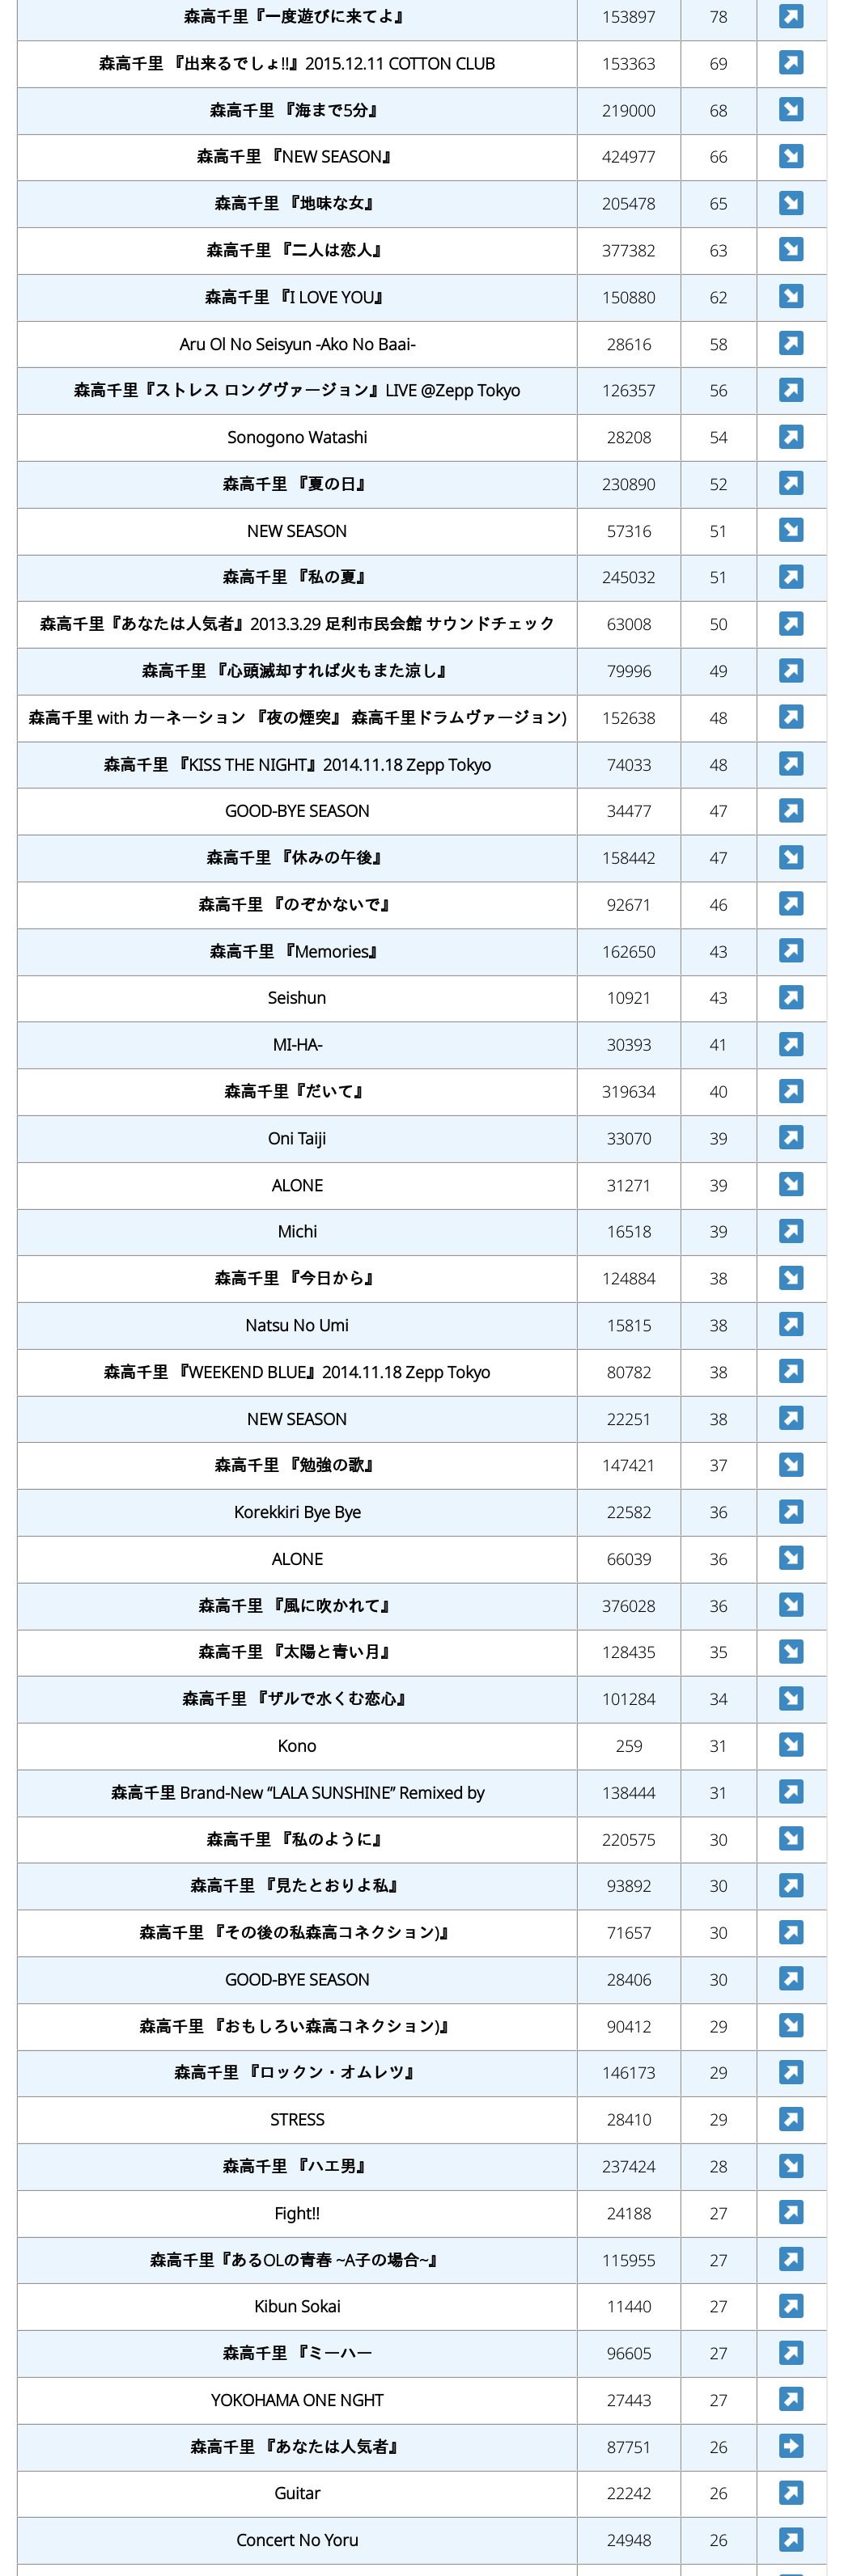 森高千里『一度遊びに来てよ』 153897 78
森高千里 『出来るでしょ!!』2015.12.11 COTTON CLUB 153363 69
森高千里 『海まで5分』 219000 68
森高千里 『NEW SEASON』 424977 66
森高千里 『地味な女』 205478 65
森高千里 『二人は恋人』 377382 63
森高千里 『I LOVE YOU』 150880 62
Aru Ol No Seisyun -Ako No Baai- 28616 58
森高千里『ストレス ロングヴァージョン』LIVE @Zepp Tokyo 126357 56
Sonogono Watashi 28208 54
森高千里 『夏の日』 230890 52
NEW SEASON 57316 51
森高千里 『私の夏』 245032 51
森高千里『あなたは人気者』2013.3.29 足利市民会館 サウンドチェック 63008 50
森高千里 『心頭滅却すれば火もまた涼し』 79996 49
森高千里 with カーネーション 『夜の煙突』 森高千里ドラムヴァージョン) 152638 48
森高千里 『KISS THE NIGHT』2014.11.18 Zepp Tokyo 74033 48
GOOD-BYE SEASON 34477 47
森高千里 『休みの午後』 158442 47
森高千里 『のぞかないで』 92671 46
森高千里 『Memories』 162650 43
Seishun 10921 43
MI-HA- 30393 41
森高千里『だいて』 319634 40
Oni Taiji 33070 39
ALONE 31271 39
Michi 16518 39
森高千里 『今日から』 124884 38
Natsu No Umi 15815 38
森高千里 『WEEKEND BLUE』2014.11.18 Zepp Tokyo 80782 38
NEW SEASON 22251 38
森高千里 『勉強の歌』 147421 37
Korekkiri Bye Bye 22582 36
ALONE 66039 36
森高千里 『風に吹かれて』 376028 36
森高千里 『太陽と青い月』 128435 35
森高千里 『ザルで水くむ恋心』 101284 34
Kono 259 31
森高千里 Brand-New “LALA SUNSHINE” Remixed by 138444 31
森高千里 『私のように』 220575 30
森高千里 『見たとおりよ私』 93892 30
森高千里 『その後の私森高コネクション)』 71657 30
GOOD-BYE SEASON 28406 30
森高千里 『おもしろい森高コネクション)』 90412 29
森高千里 『ロックン・オムレツ』 146173 29
STRESS 28410 29
森高千里 『ハエ男』 237424 28
Fight!! 24188 27
森高千里『あるOLの青春 ~A子の場合~』 115955 27
Kibun Sokai 11440 27
森高千里 『ミーハー 96605 27
YOKOHAMA ONE NGHT 27443 27
森高千里 『あなたは人気者』 87751 26
Guitar 22242 26
Concert No Yoru 24948 26